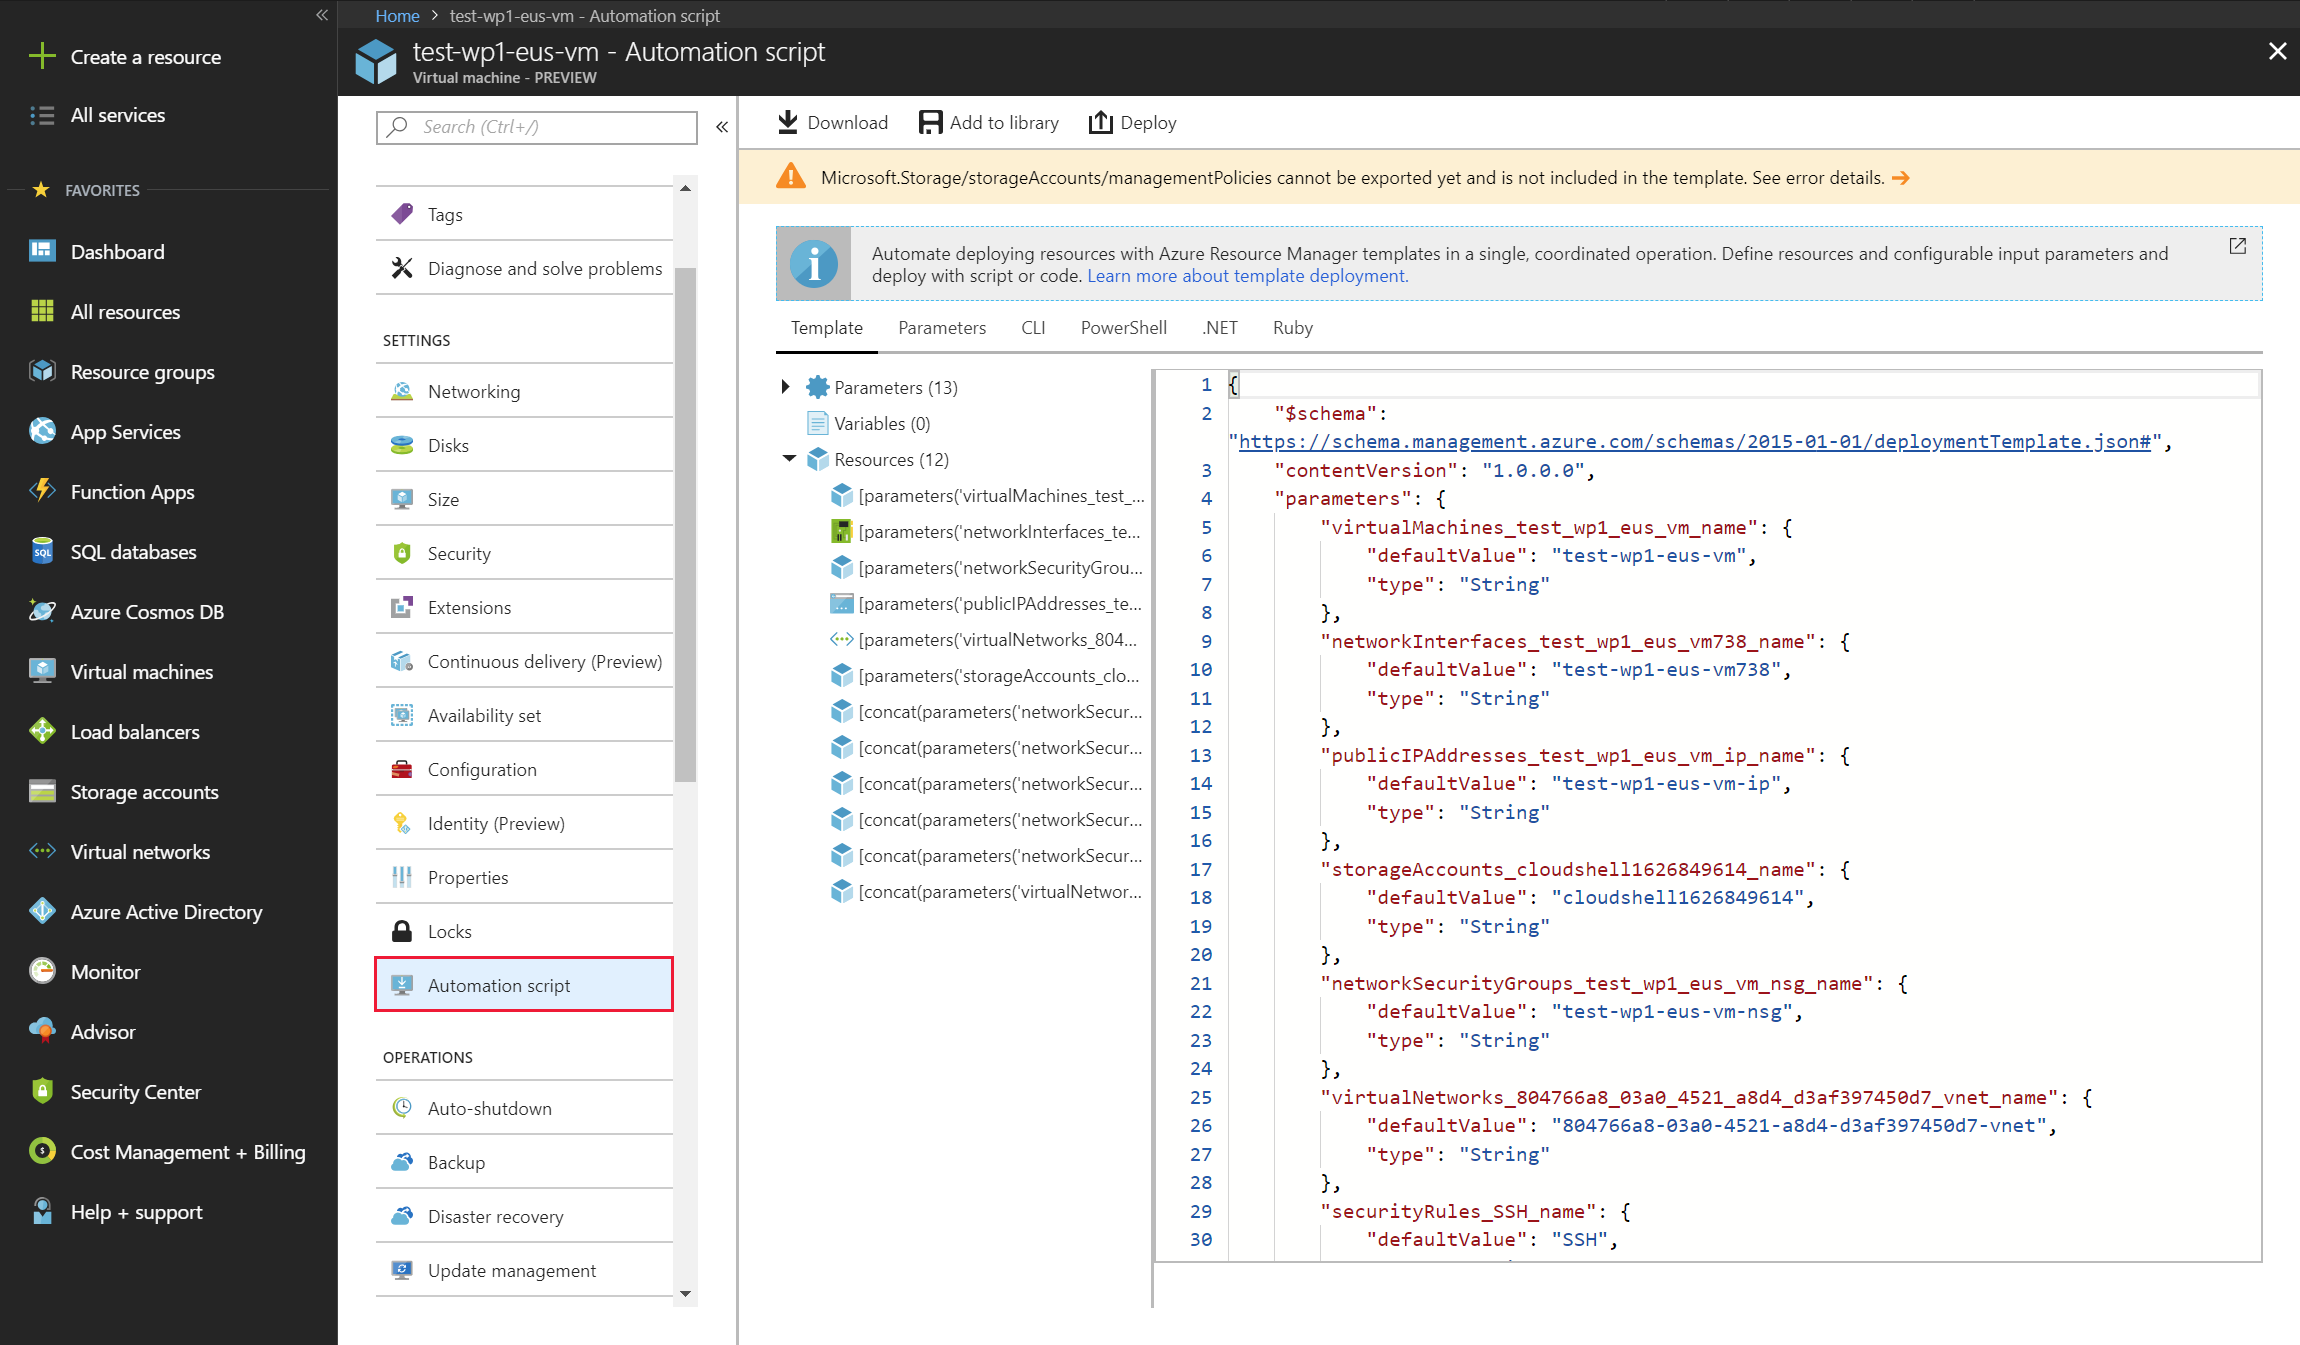 Home > test-wp1-eus-vm - Automation script
test-wp1-eus-vm - Automation script
Virtual machine - PREVIEW
Create a resource
All services
FAVORITES
Dashboard
All resources
Resource groups
App Services
Function Apps
SQL databases
Azure Cosmos DB
Virtual machines
Load balancers
Storage accounts
Virtual networks
Azure Active Directory
Monitor
Advisor
Security Center
Cost Management + Billing
Help + support
Search (Ctrl+/)
Tags
Diagnose and solve problems
SETTINGS
Networking
Disks
Size
Security
Extensions
Continuous delivery (Preview)
Availability set
Configuration
Identity (Preview)
Properties
Locks
Automation script
OPERATIONS
Auto-shutdown
Backup
Disaster recovery
Update management
Download Add to library Deploy
Microsoft.Storage/storageAccounts/managementPolicies cannot be exported yet and is not included in the template. See error details. →
Automate deploying resources with Azure Resource Manager templates in a single, coordinated operation. Define resources and configurable input parameters and
deploy with script or code. Learn more about template deployment.
Template Parameters CLI PowerShell .NET Ruby
Parameters (13)
Variables (0)
Resources (12)
[parameters('virtualMachines_test_...
[parameters('networkInterfaces_te...
[parameters('networkSecurityGrou...
[parameters('publicIPAddresses_te...
[parameters('virtualNetworks_804...
[parameters('storageAccounts_clo...
[concat(parameters('networkSecur...
[concat(parameters('networkSecur...
[concat(parameters('networkSecur...
[concat(parameters('networkSecur...
[concat(parameters('networkSecur...
[concat(parameters('virtualNetwor...
1 {
2 "$schema":
"https://schema.management.azure.com/schemas/2015-01-01/deploymentTemplate.json#",
3 "contentVersion": "1.0.0.0",
4 "parameters": {
5 "virtualMachines_test_wp1_eus_vm_name": {
6 "defaultValue": "test-wp1-eus-vm",
7 "type": "String"
8 },
9 "networkInterfaces_test_wp1_eus_vm738_name": {
10 "defaultValue": "test-wp1-eus-vm738",
11 "type": "String"
12 },
13 "publicIPAddresses_test_wp1_eus_vm_ip_name": {
14 "defaultValue": "test-wp1-eus-vm-ip",
15 "type": "String"
16 },
17 "storageAccounts_cloudshell1626849614_name": {
18 "defaultValue": "cloudshell1626849614",
19 "type": "String"
20 },
21 "networkSecurityGroups_test_wp1_eus_vm_nsg_name": {
22 "defaultValue": "test-wp1-eus-vm-nsg",
23 "type": "String"
24 },
25 "virtualNetworks_804766a8_03a0_4521_a8d4_d3af397450d7_vnet_name": {
26 "defaultValue": "804766a8-03a0-4521-a8d4-d3af397450d7-vnet",
27 "type": "String"
28 },
29 "securityRules_SSH_name": {
30 "defaultValue": "SSH",